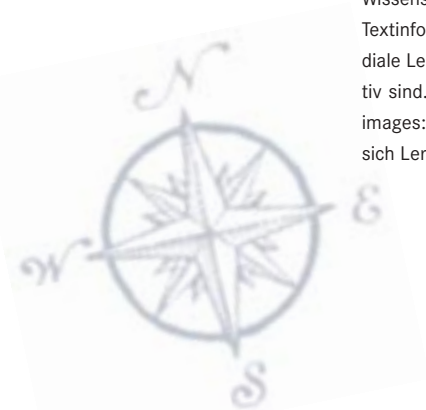 Wissens
Textinfo
diale Le
tiv sind.
images:
sich Ler
N
E
W
S